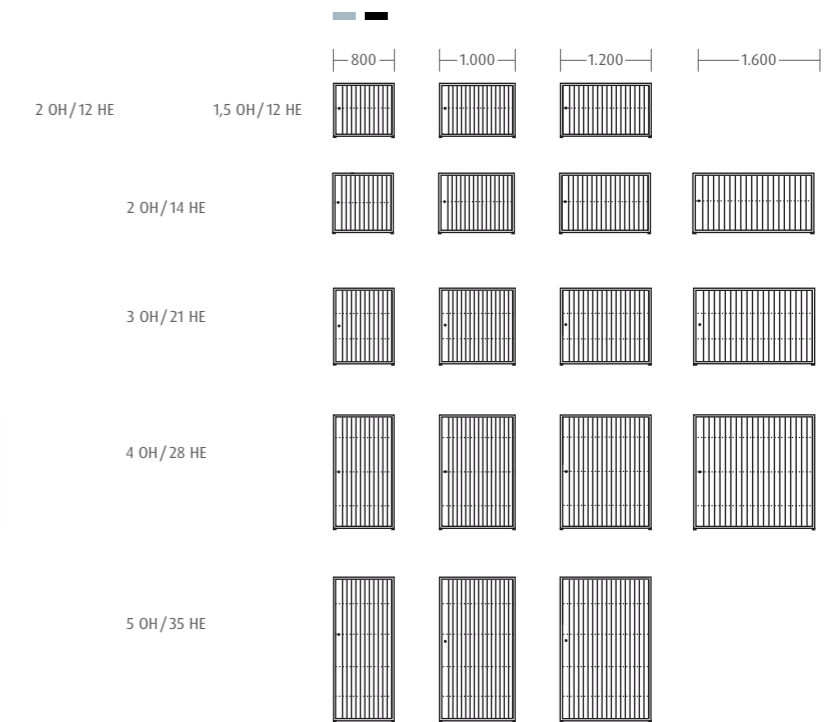 800 1.000 1.200 1.600
2 OH/12 HE 1,5 OH/12 HE
2 OH/14 HE
3 OH/21 HE
4 OH/28 HE
5 OH/35 HE